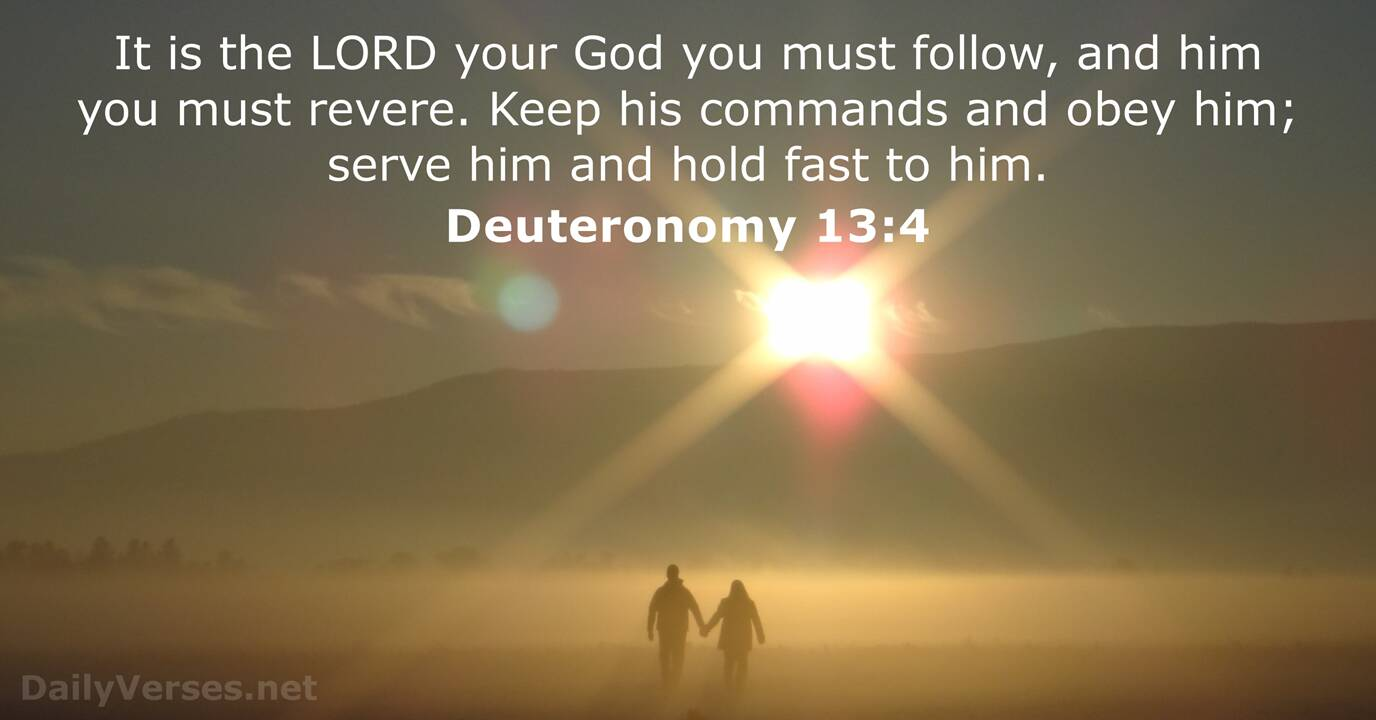 It is the LORD your God you must follow, and him
you must revere. Keep his commands and obey him;
serve him and hold fast to him.
Deuteronomy 13:4
DailyVerses.net